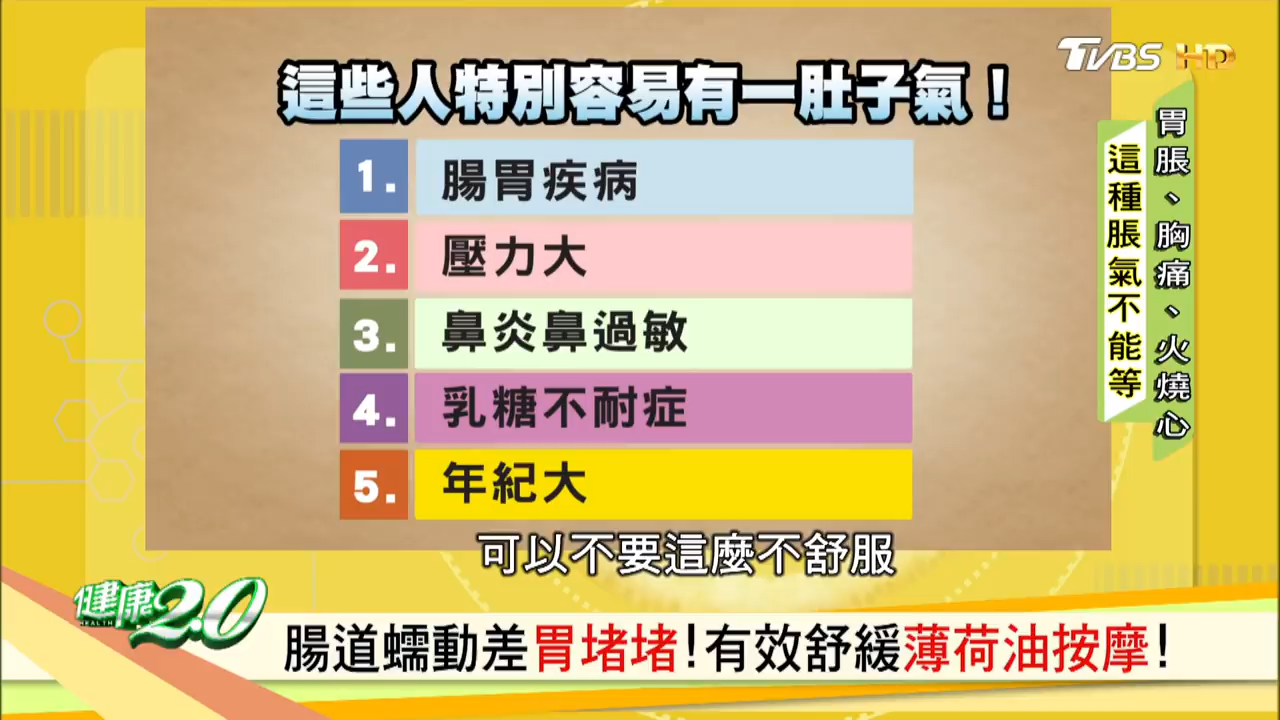 TVBS HD
這些人特別容易有一肚子氣！
1. 腸胃疾病
2. 壓力大
3. 鼻炎鼻過敏
4. 乳糖不耐症
5. 年紀大
胃脹、胸痛、火燒心
這種脹氣不能等
可以不要這麼不舒服
健康2.0
HEALTH
腸道蠕動差胃堵堵!有效舒緩薄荷油按摩!